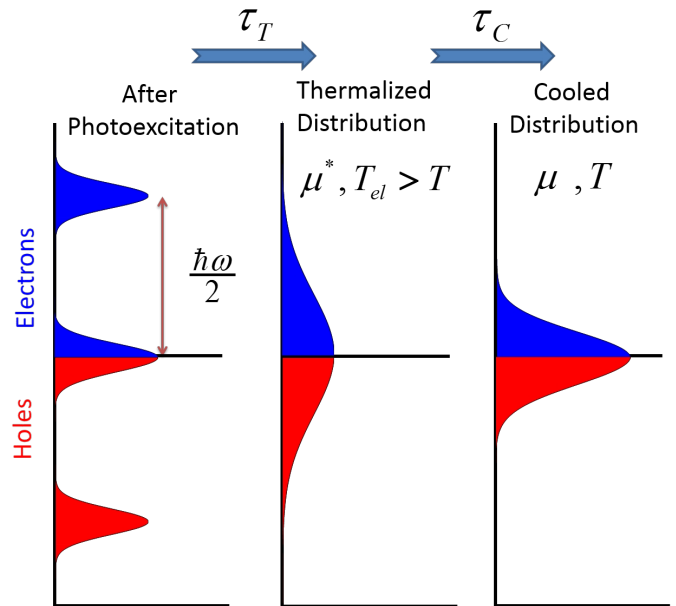 τ_T
τ_C
After
Photoexcitation
Thermalized
Distribution
Cooled
Distribution
μ*, T_el > T
μ , T
ħω
2
Electrons
Holes